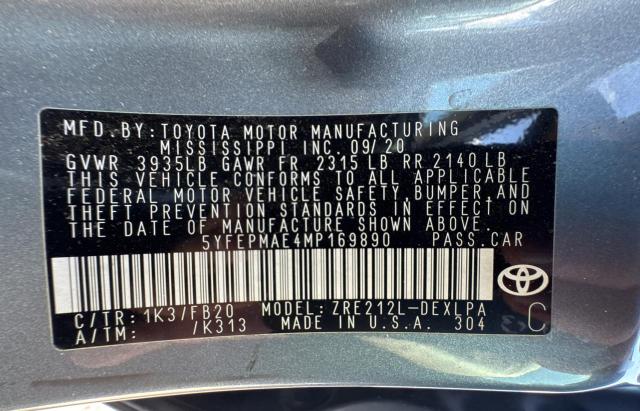 MFD. BY: TOYOTA MOTOR MANUFACTURING
MISSISSIPPI INC. 09/20
GVWR 3935LB GAWR FR 2315 LB RR 2140 LB
THIS VEHICLE CONFORMS TO ALL APPLICABLE
FEDERAL MOTOR VEHICLE SAFETY, BUMPER, AND
THEFT PREVENTION STANDARDS IN EFFECT ON
THE DATE OF MANUFACTURE SHOWN ABOVE.
5YFEPMAE4MP169890 PASS. CAR
C/TR: 1K3/FB20 MODEL: ZRE212L-DEXLPA
A/TM: /K313 MADE IN U.S.A. 304
C